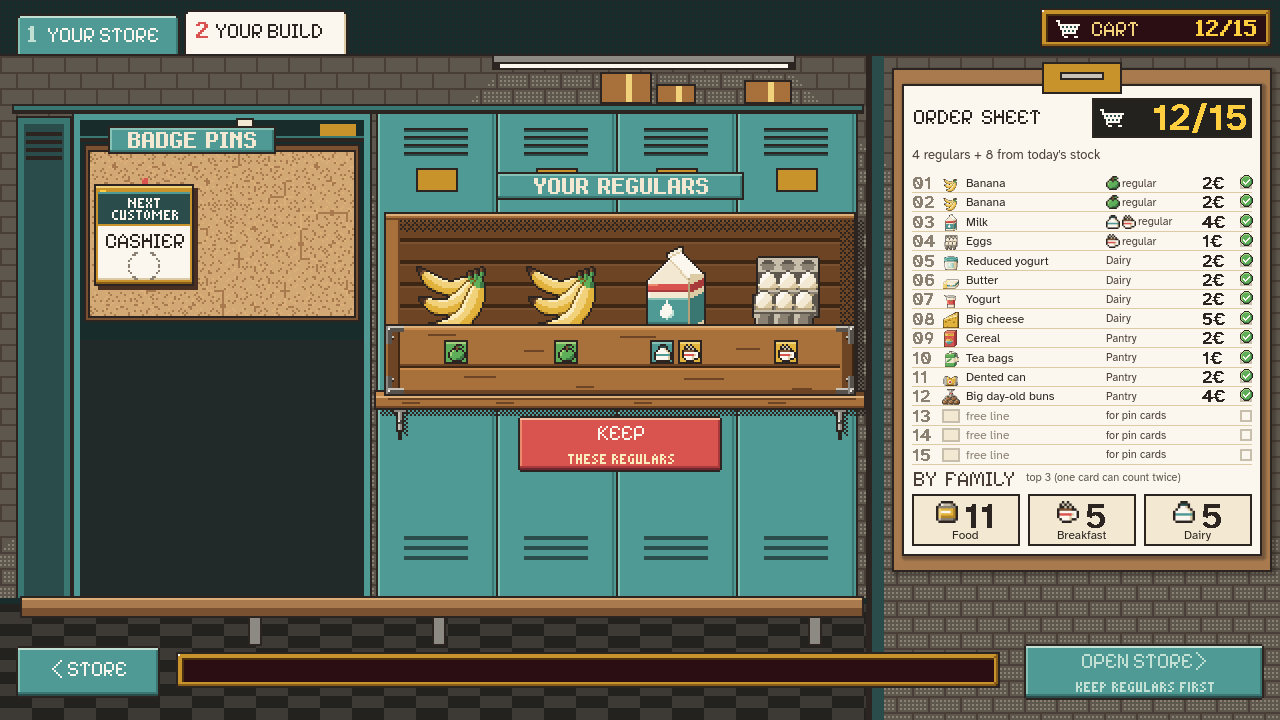 1 YOUR STORE
2 YOUR BUILD
CART 12/15
BADGE PINS
NEXT CUSTOMER
CASHIER
YOUR REGULARS
KEEP
THESE REGULARS
ORDER SHEET 12/15
4 regulars + 8 from today's stock
01 Banana regular 2€
02 Banana regular 2€
03 Milk regular 4€
04 Eggs regular 1€
05 Reduced yogurt Dairy 2€
06 Butter Dairy 2€
07 Yogurt Dairy 2€
08 Big cheese Dairy 5€
09 Cereal Pantry 2€
10 Tea bags Pantry 1€
11 Dented can Pantry 2€
12 Big day-old buns Pantry 4€
13 free line for pin cards
14 free line for pin cards
15 free line for pin cards
BY FAMILY top 3 (one card can count twice)
11 Food
5 Breakfast
5 Dairy
< STORE
OPEN STORE >
KEEP REGULARS FIRST